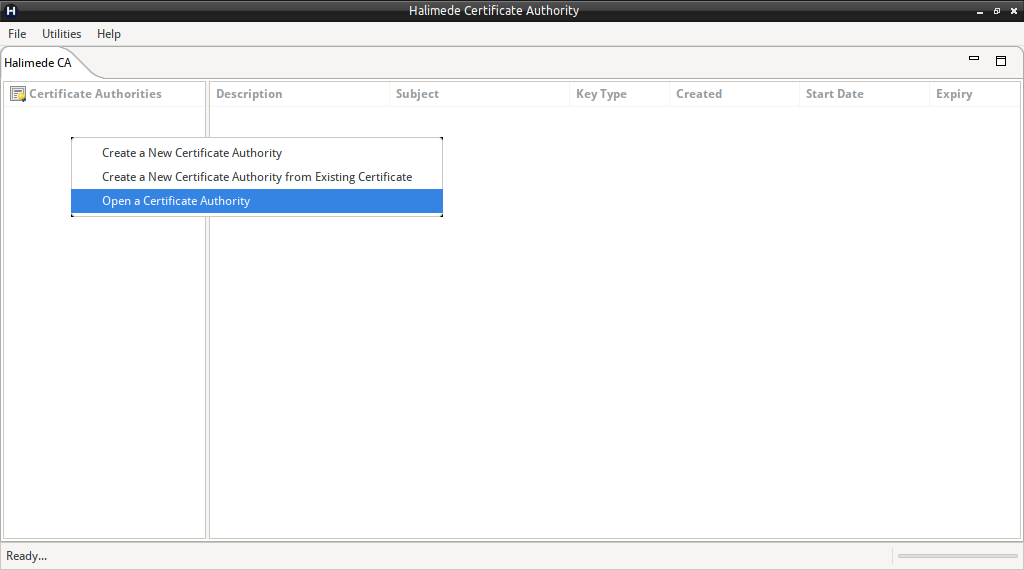 H Halimede Certificate Authority
File Utilities Help
Halimede CA
Certificate Authorities Description Subject Key Type Created Start Date Expiry
Create a New Certificate Authority
Create a New Certificate Authority from Existing Certificate
Open a Certificate Authority
Ready...